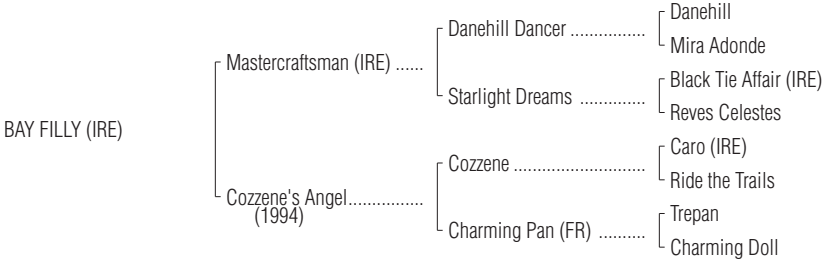 Danehill
Danehill Dancer ................
Mira Adonde
Mastercraftsman (IRE) ......
Black Tie Affair (IRE)
Starlight Dreams ..............
Reves Celestes
BAY FILLY (IRE)
Caro (IRE)
Cozzene ............................
Ride the Trails
Cozzene's Angel................
(1994)
Trepan
Charming Pan (FR) ..........
Charming Doll